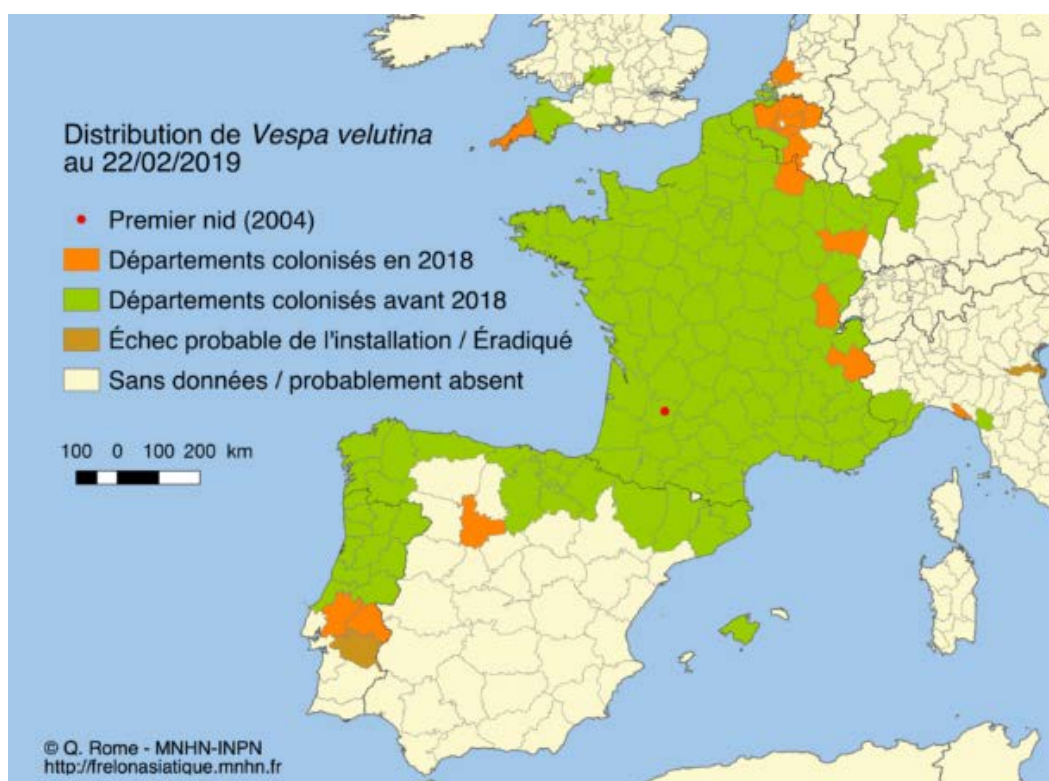 Distribution de Vespa velutina
au 22/02/2019
Premier nid (2004)
Départements colonisés en 2018
Départements colonisés avant 2018
Échec probable de l'installation / Éradiqué
Sans données / probablement absent
100 0 100 200 km
© Q. Rome - MNHN-INPN
http://frelonasiatique.mnhn.fr